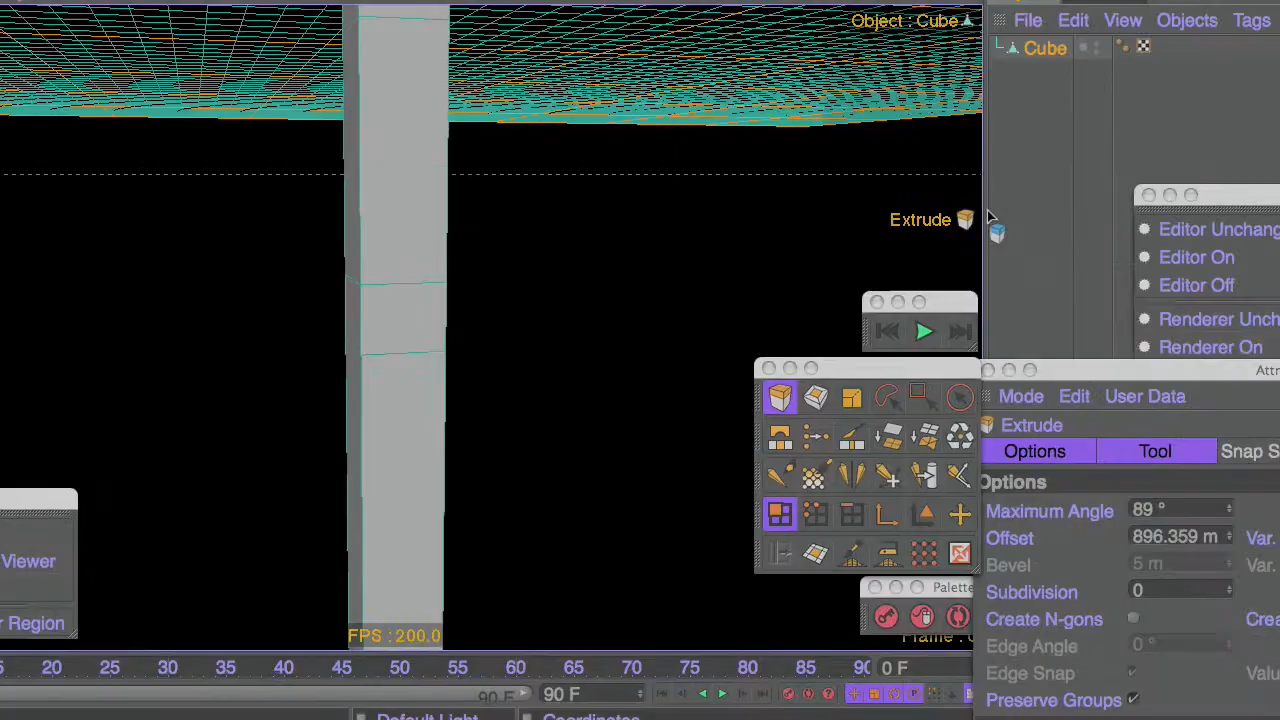 Object : Cube
File Edit View Objects Tags
Cube
Extrude
Editor Unchang
Editor On
Editor Off
Renderer Unch
Renderer On
Attr
Mode Edit User Data
Extrude
Options Tool Snap S
Options
Maximum Angle 89 °
Offset 896.359 m Var.
Bevel 5 m Var.
Subdivision 0
Create N-gons Crea
Edge Angle 0 °
Edge Snap Valu
Preserve Groups
Viewer
r Region
Palette
FPS : 200.0
Frame :
20 25 30 35 40 45 50 55 60 65 70 75 80 85 90 0 F
90 F 90 F
Default Light Coordinates